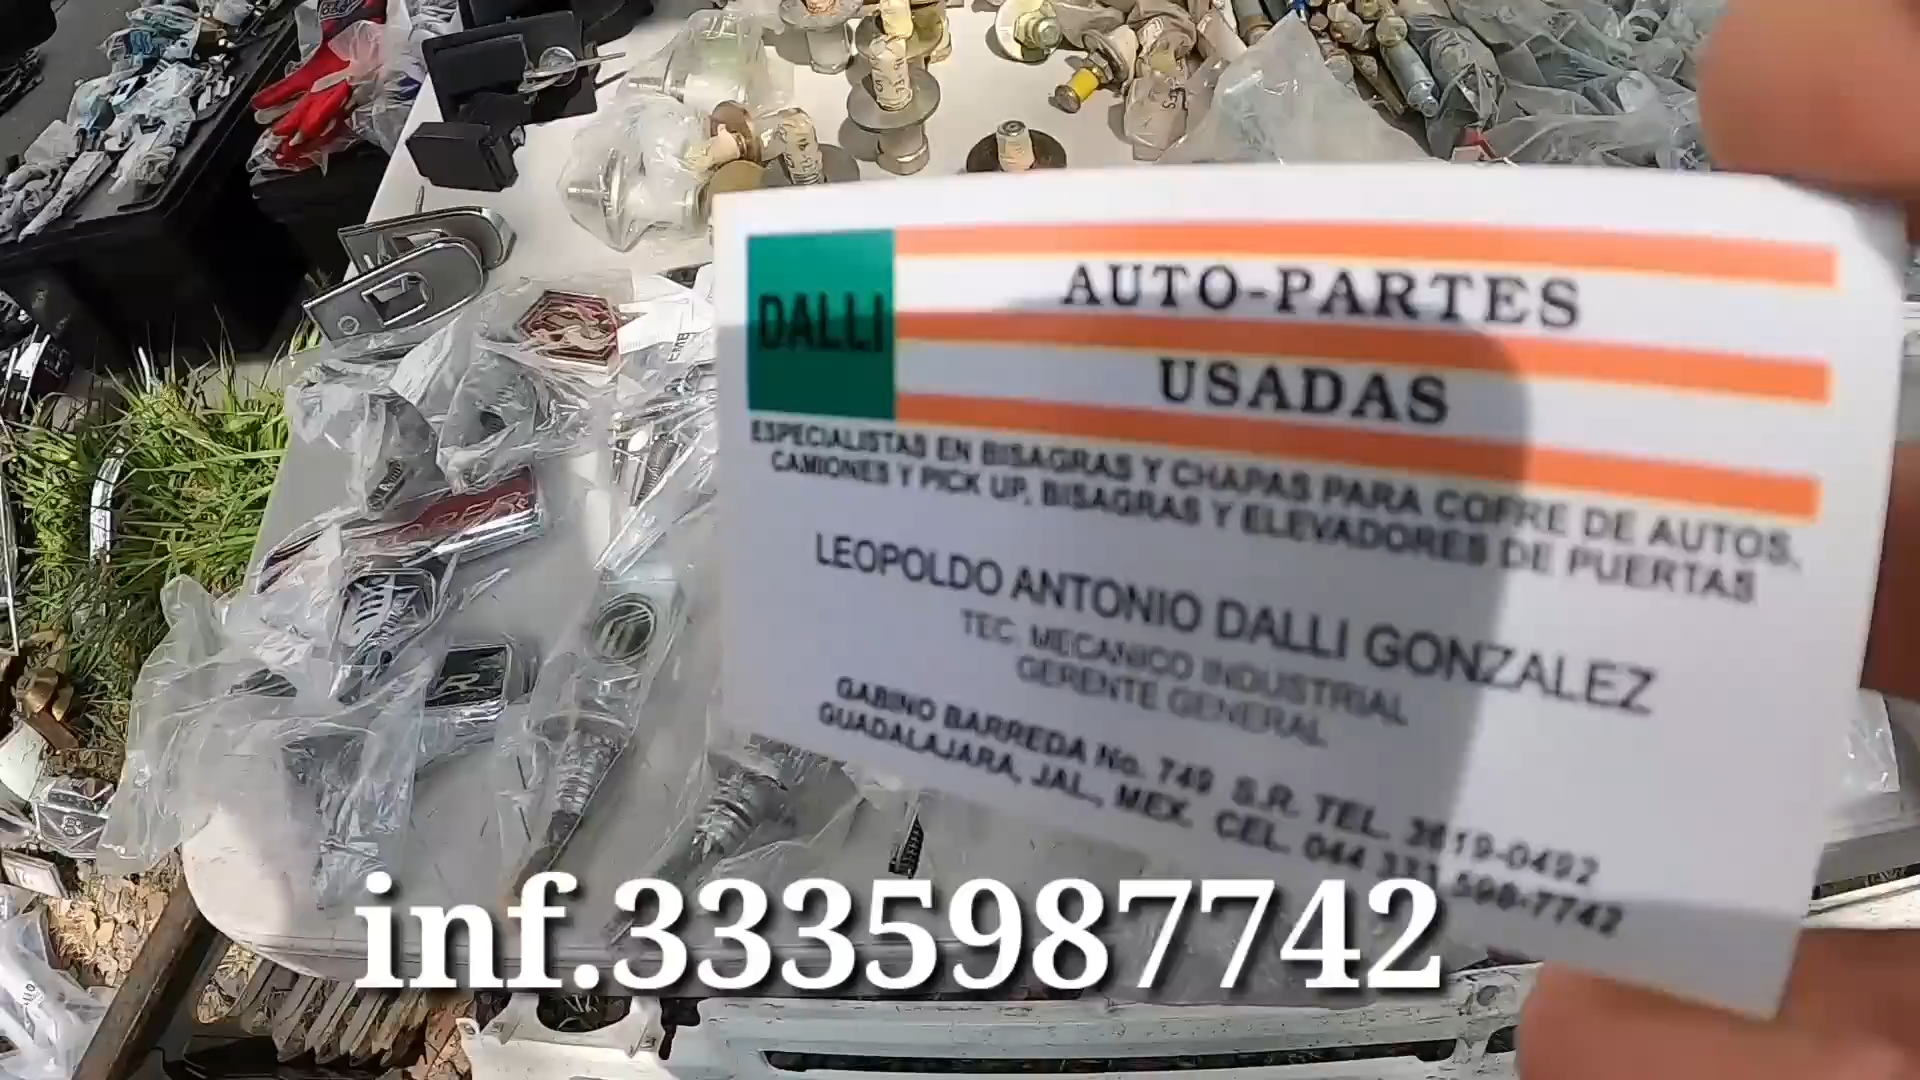 DALLI
AUTO-PARTES
USADAS
ESPECIALISTAS EN BISAGRAS Y CHAPAS PARA COFRE DE AUTOS,
CAMIONES Y PICK UP, BISAGRAS Y ELEVADORES DE PUERTAS
LEOPOLDO ANTONIO DALLI GONZALEZ
TEC. MECANICO INDUSTRIAL
GERENTE GENERAL
GABINO BARREDA No. 749 S.R. TEL. 3619-0492
GUADALAJARA, JAL., MEX. CEL. 044 331 598-7742
inf.3335987742